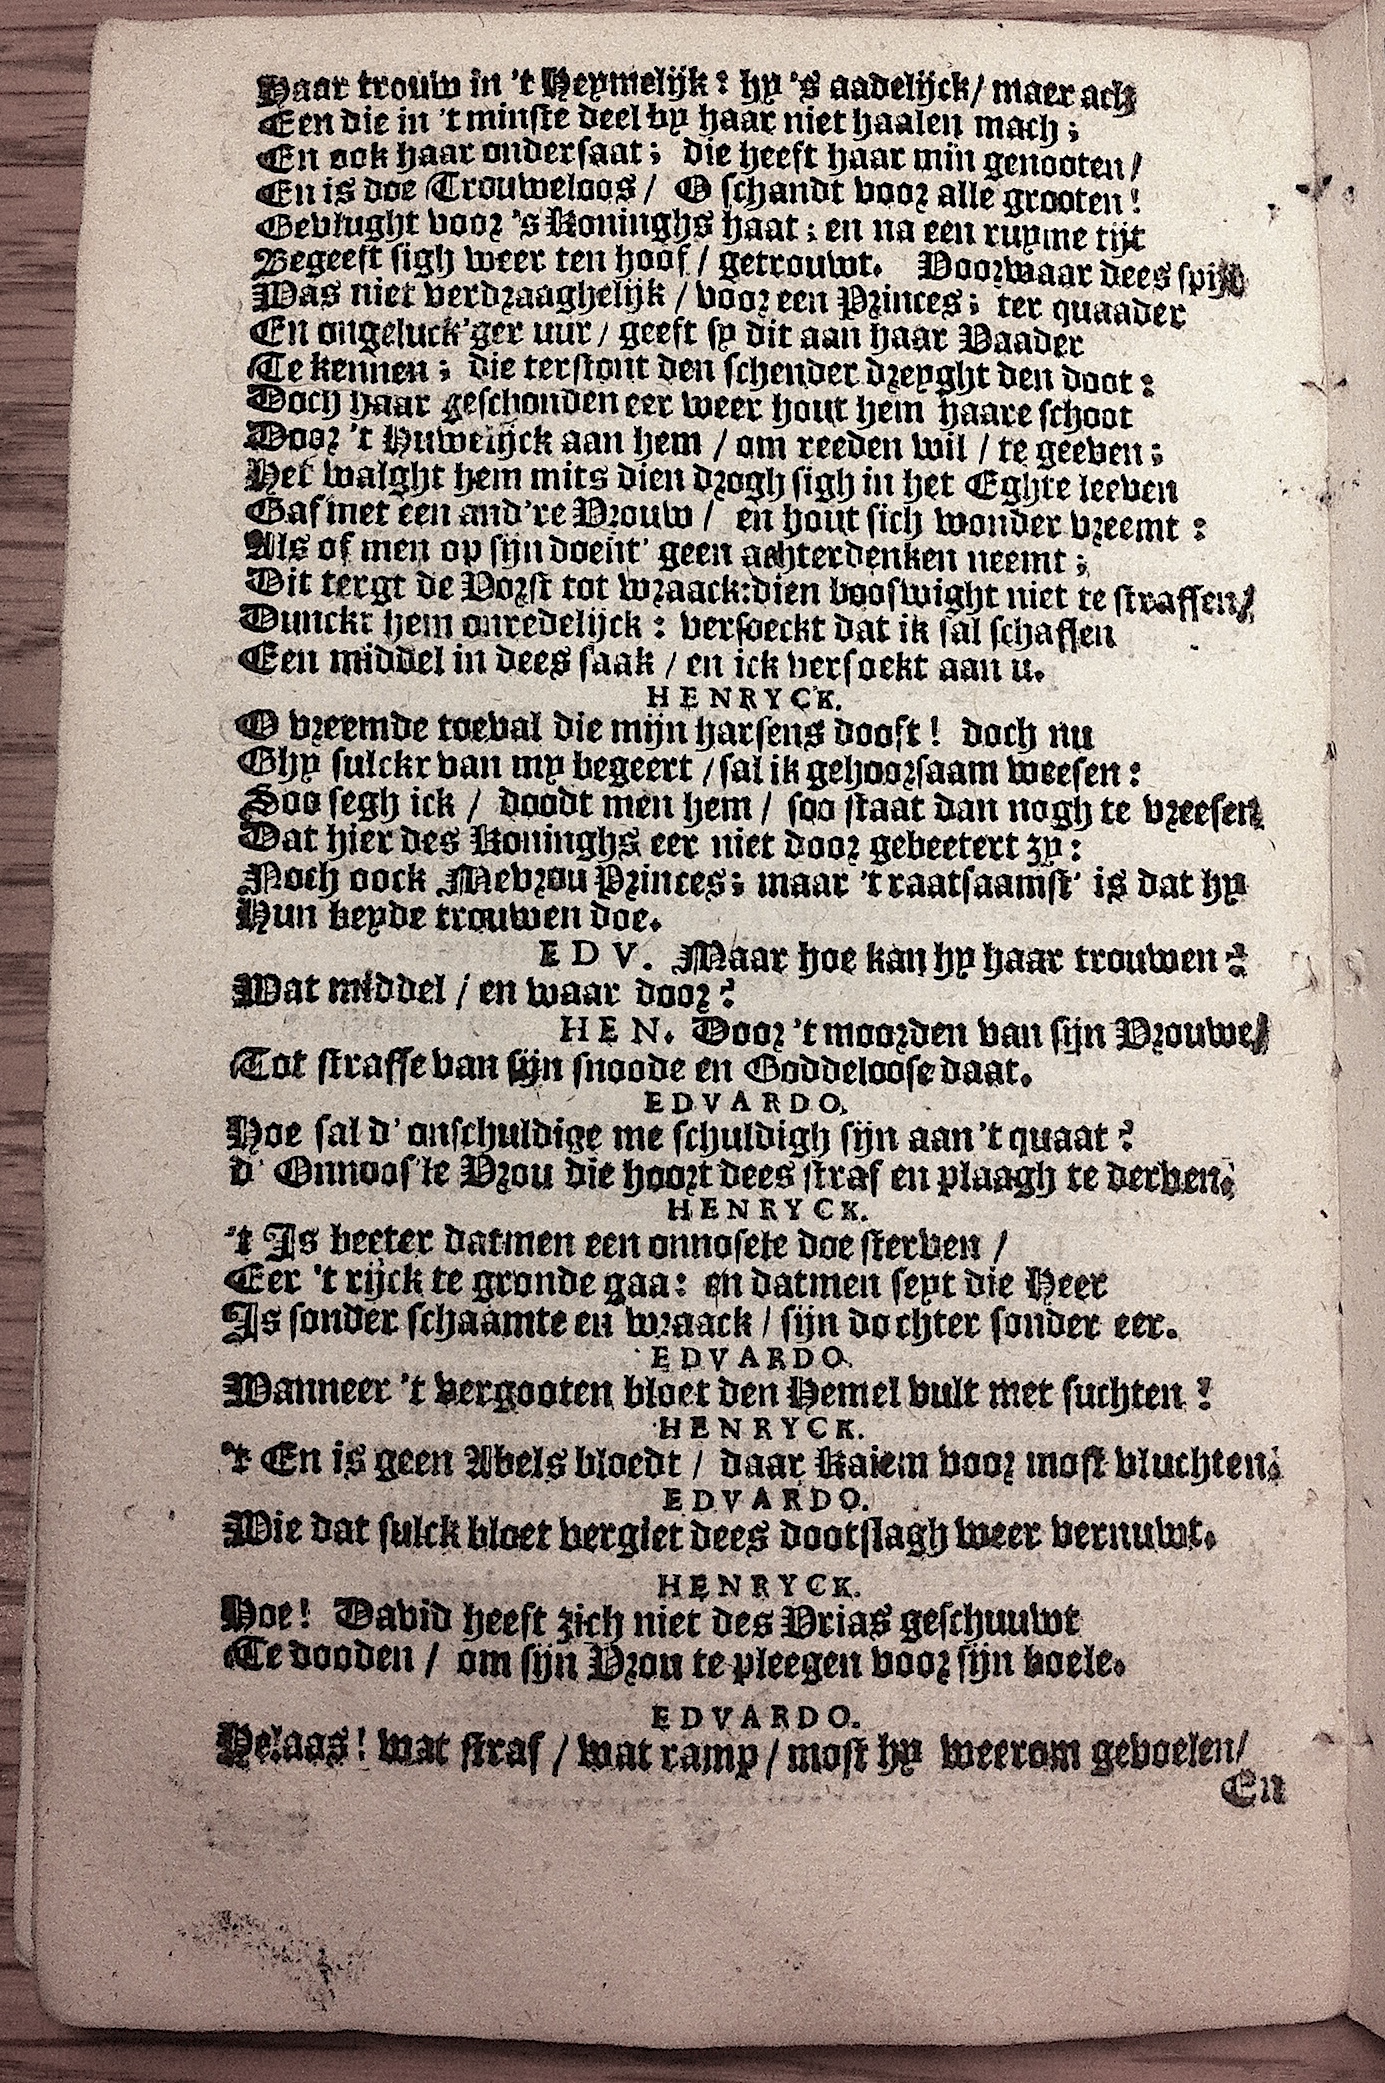 Haar trouw in 't Heymelijk: hy 's aadelijck / maer ach
Een die in 't minste deel by haar niet haalen mach;
En ook haar ondersaat; die heeft haar min genooten /
En is doe Trouweloos / O schandt voor alle grooten!
Gevlught voor 's Koninghs haat; en na een ruyme tijt
Begeeft sigh weer ten hoof / getrouwt. Voorwaar dees spijt
Was niet verdraaghelijk / voor een Princes; ter quaader
En ongeluck'ger uur / geeft sy dit aan haar Vaader
Te kennen; die terstont den schender dreyght den doot:
Doch haar geschonden eer weer hout hem haare schoot
Door 't Huwelijck aan hem / om reeden wil / te geeven;
Het walght hem mits dien drogh sigh in het Eghte leeven
Gaf met een and're Vrouw / en hout sich wonder vreemt:
Als of men op sijn doent' geen achterdenken neemt;
Dit tergt de Vorst tot wraack: dien booswight niet te straffen /
Dunckt hem onredelijck: versoeckt dat ik sal schaffen
Een middel in dees saak / en ick versoekt aan u.
HENRYCK.
O vreemde toeval die mijn harsens dooft! doch nu
Ghy sulckr van my begeert / sal ik gehoorsaam weesen:
Soo segh ick / doodt men hem / soo staat dan nogh te vreesen
Dat hier des Koninghs eer niet door gebeetert zy:
Noch oock Mevrou Princes; maar 't raatsaamst' is dat hy
Hun beyde trouwen doe.
EDV. Maar hoe kan hy haar trouwen?
Wat middel / en waar door?
HEN. Door 't moorden van sijn Vrouwe /
Tot straffe van sijn snoode en Goddeloose daat.
EDVARDO.
Hoe sal d' onschuldige me schuldigh sijn aan 't quaat?
d' Onnoos'le Vrou die hoort dees straf en plaagh te derven.
HENRYCK.
't Is beeter datmen een onnosele doe sterven /
Eer 't rijck te gronde gaa: en datmen seyt die Heer
Is sonder schaamte en wraack / sijn dochter sonder eer.
EDVARDO.
Wanneer 't vergooten bloet den Hemel vult met suchten?
HENRYCK.
't En is geen Abels bloedt / daar Kaiem voor most vluchten.
EDVARDO.
Wie dat sulck bloet vergiet dees dootslagh weer vernuwt.
HENRYCK.
Hoe! David heeft zich niet des Vrias geschuuwt
Te dooden / om sijn Vrou te pleegen voor sijn boele.
EDVARDO.
Helaas! wat straf / wat ramp / most hy weerom gevoelen /
En